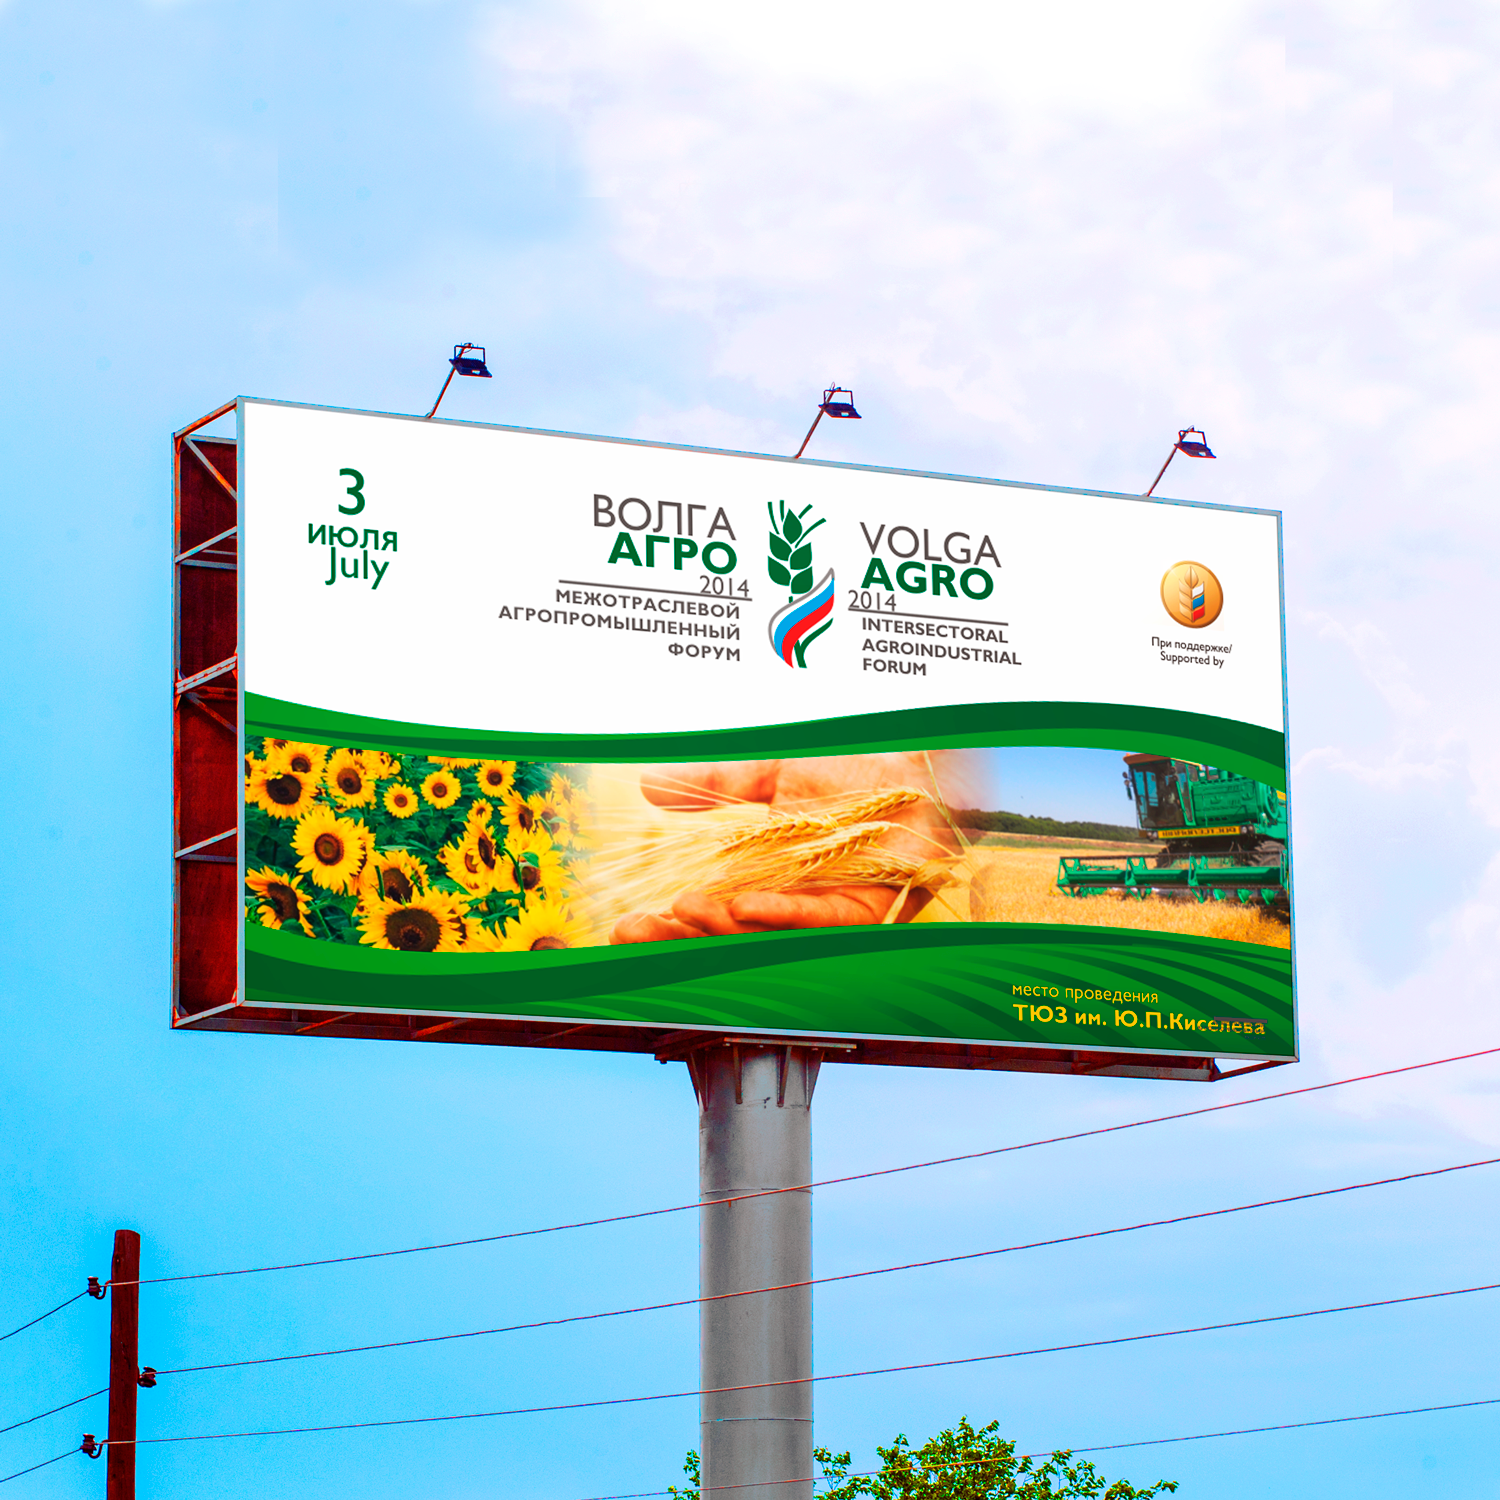 3
июля
July
ВОЛГА
АГРО
2014
МЕЖОТРАСЛЕВОЙ
АГРОПРОМЫШЛЕННЫЙ
ФОРУМ
VOLGA
AGRO
2014
INTERSECTORAL
AGROINDUSTRIAL
FORUM
При поддержке/
Supported by
место проведения
ТЮЗ им. Ю.П.Киселева